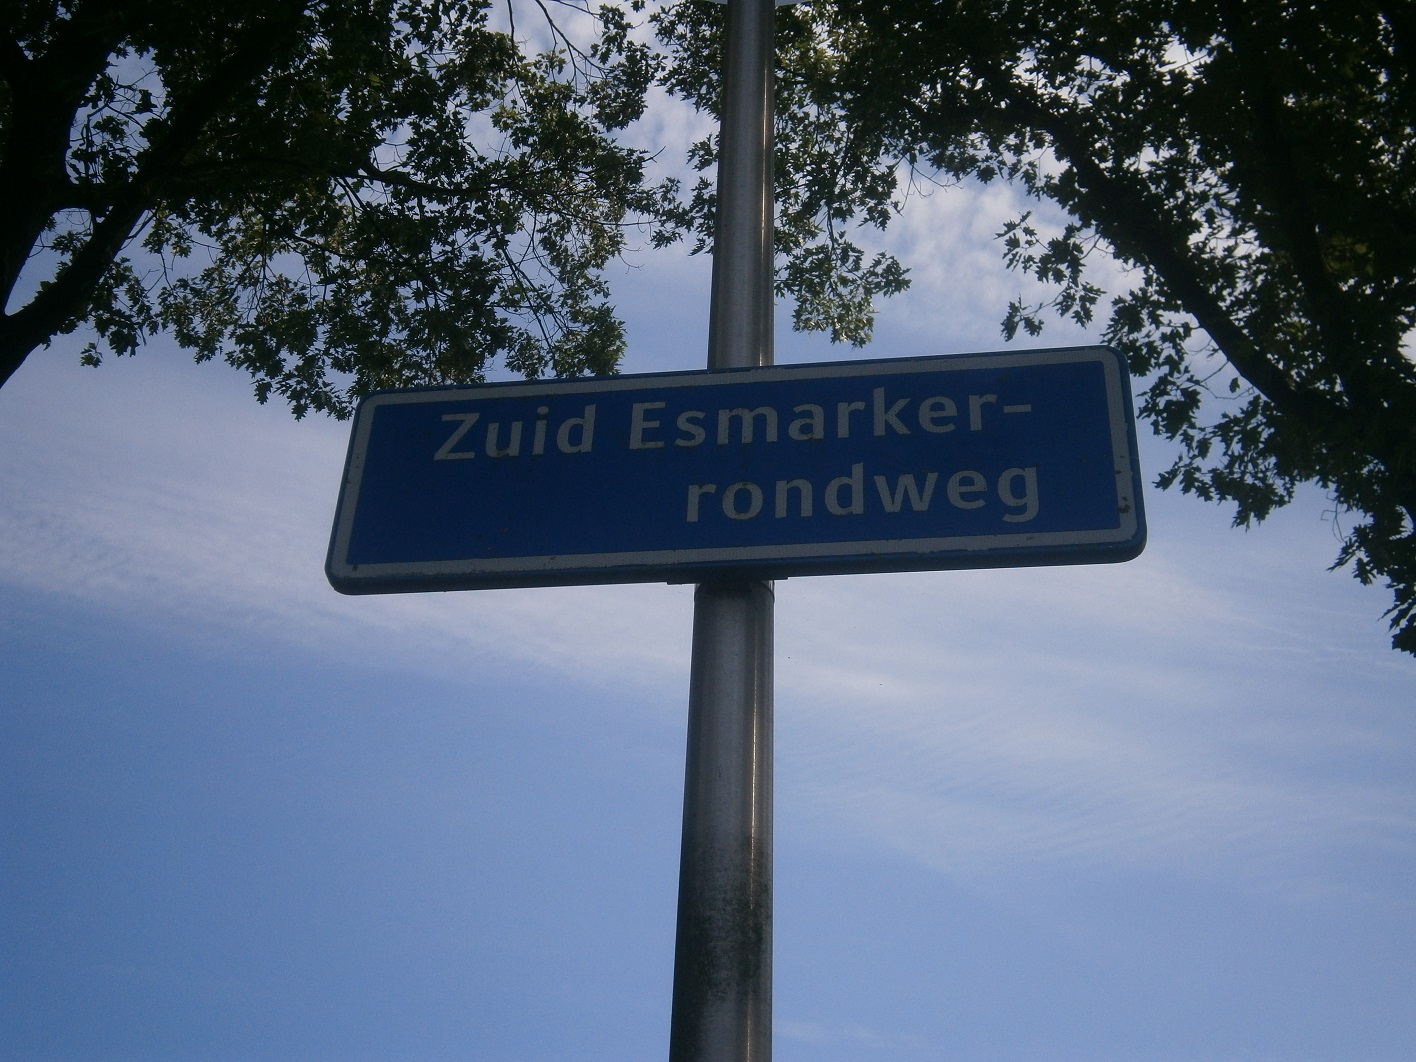 Zuid Esmarker-
rondweg